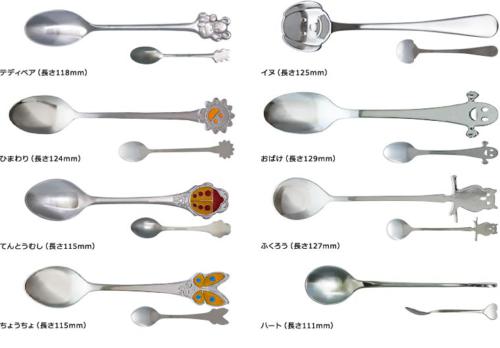 テディベア（長さ118mm）
イヌ（長さ125mm）
ひまわり（長さ124mm）
おばけ（長さ129mm）
てんとうむし（長さ115mm）
ふくろう（長さ127mm）
ちょうちょ（長さ115mm）
ハート（長さ111mm）